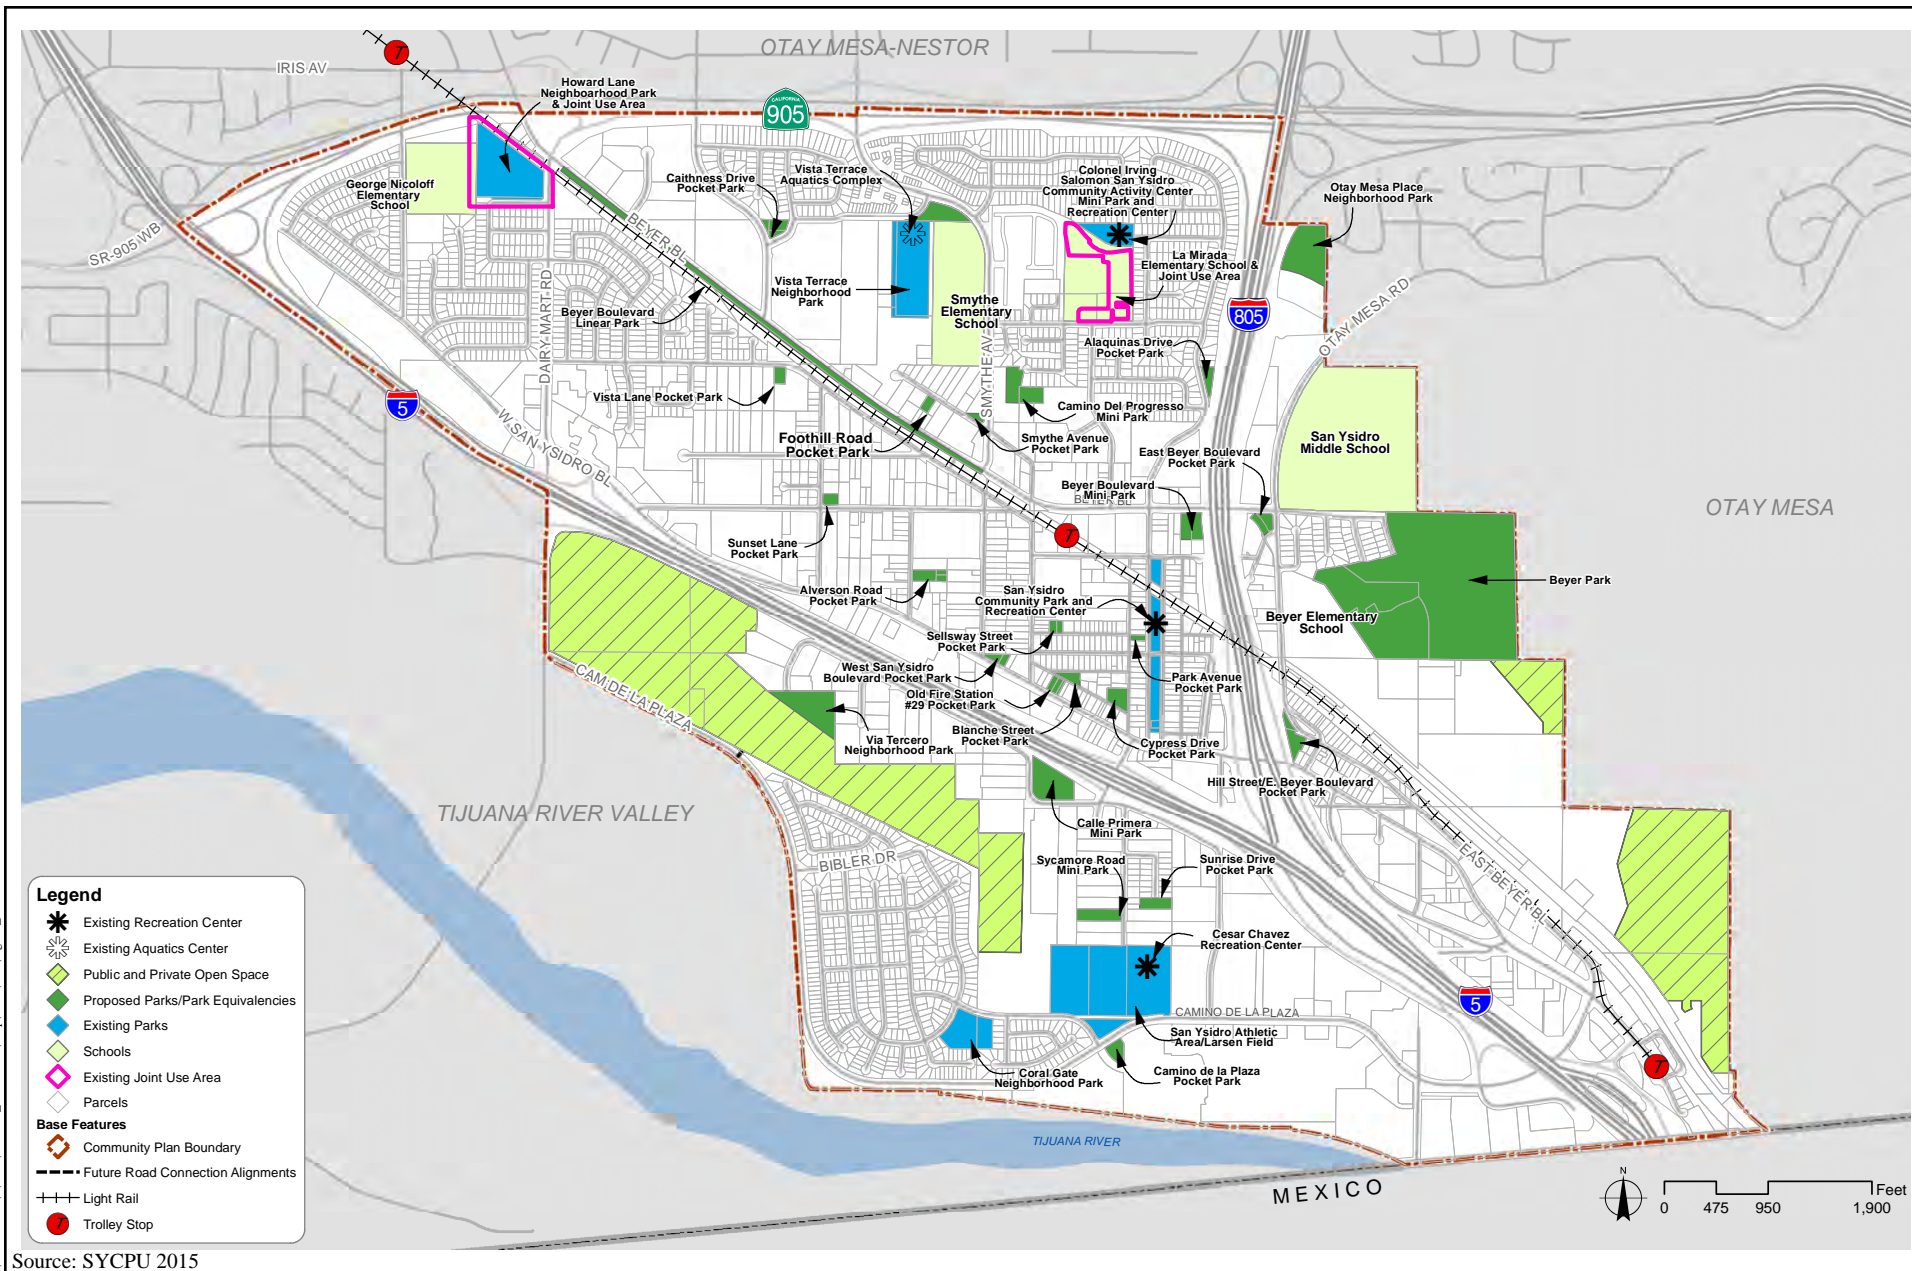 OTAY MESA-NESTOR
IRIS AV
T
Howard Lane
Neighboarhood Park
& Joint Use Area
CALIFORNIA
905
George Nicoloff
Elementary
School
Caithness Drive
Pocket Park
Vista Terrace
Aquatics Complex
Colonel Irving
Salomon San Ysidro
Community Activity Center
Mini Park and
Recreation Center
Otay Mesa Place
Neighborhood Park
SR-905 WB
BEYER BL
DAIRY MART RD
La Mirada
Elementary School &
Joint Use Area
Vista Terrace
Neighborhood
Park
Smythe
Elementary
School
Beyer Boulevard
Linear Park
805
OTAY MESA RD
Alaquinas Drive
Pocket Park
SMYTHE AV
5
Vista Lane Pocket Park
Camino Del Progresso
Mini Park
W SAN YSIDRO BL
Foothill Road
Pocket Park
Smythe Avenue
Pocket Park
San Ysidro
Middle School
East Beyer Boulevard
Pocket Park
Beyer Boulevard
Mini Park
BEYER BL
OTAY MESA
Sunset Lane
Pocket Park
T
Alverson Road
Pocket Park
San Ysidro
Community Park and
Recreation Center
Beyer Park
Beyer Elementary
School
Sellsway Street
Pocket Park
West San Ysidro
Boulevard Pocket Park
Park Avenue
Pocket Park
Old Fire Station
#29 Pocket Park
CAM DE LA PLAZA
Via Tercero
Neighborhood Park
Blanche Street
Pocket Park
Cypress Drive
Pocket Park
Hill Street/E. Beyer Boulevard
Pocket Park
TIJUANA RIVER VALLEY
Calle Primera
Mini Park
BIBLER DR
Sycamore Road
Mini Park
Sunrise Drive
Pocket Park
EAST BEYER BL
Cesar Chavez
Recreation Center
5
CAMINO DE LA PLAZA
San Ysidro Athletic
Area/Larsen Field
Coral Gate
Neighborhood Park
Camino de la Plaza
Pocket Park
T
TIJUANA RIVER
MEXICO
N
Feet
0 475 950 1,900
Legend
Existing Recreation Center
Existing Aquatics Center
Public and Private Open Space
Proposed Parks/Park Equivalencies
Existing Parks
Schools
Existing Joint Use Area
Parcels
Base Features
Community Plan Boundary
Future Road Connection Alignments
Light Rail
T Trolley Stop
Source: SYCPU 2015